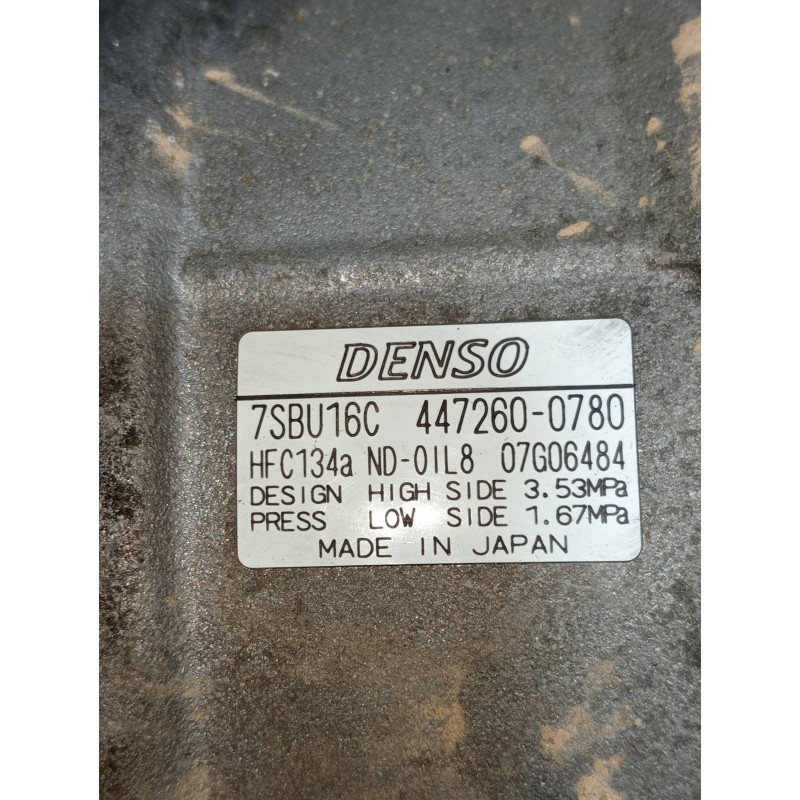 DENSO
7SBU16C 447260-0780
HFC134a ND-OIL8 07G06484
DESIGN HIGH SIDE 3.53MPa
PRESS LOW SIDE 1.67MPa
MADE IN JAPAN